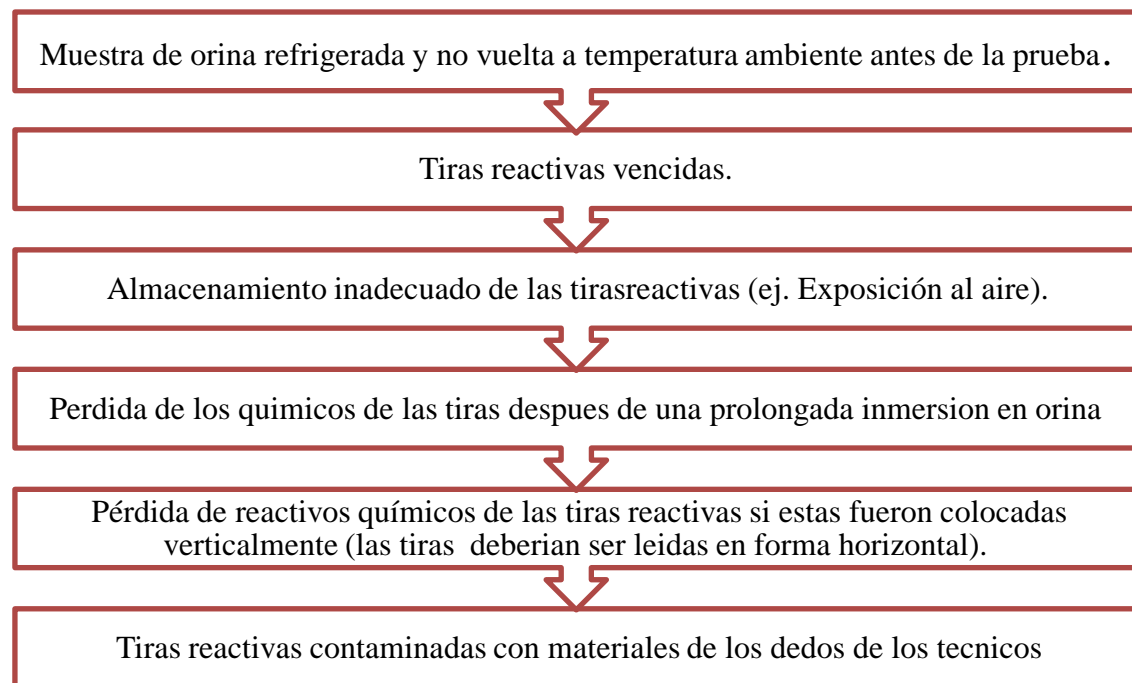 Muestra de orina refrigerada y no vuelta a temperatura ambiente antes de la prueba.
Tiras reactivas vencidas.
Almacenamiento inadecuado de las tirasreactivas (ej. Exposición al aire).
Perdida de los quimicos de las tiras despues de una prolongada inmersion en orina
Pérdida de reactivos químicos de las tiras reactivas si estas fueron colocadas
verticalmente (las tiras deberian ser leidas en forma horizontal).
Tiras reactivas contaminadas con materiales de los dedos de los tecnicos